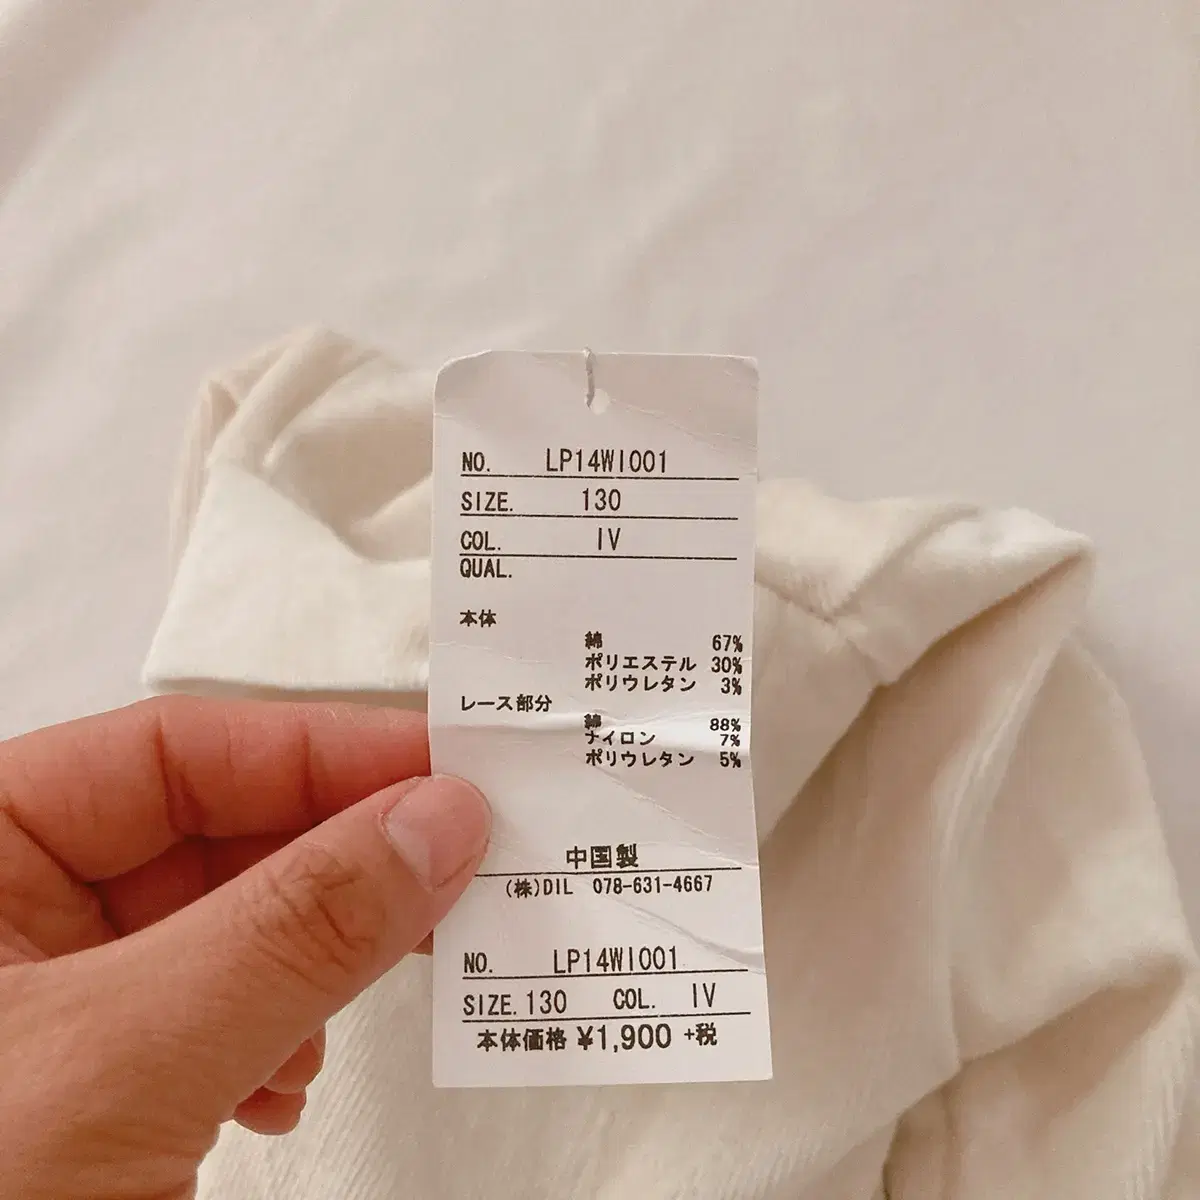 NO. LP14WI001
SIZE. 130
COL. IV
QUAL.
本体
綿 67%
ポリエステル 30%
ポリウレタン 3%
レース部分
綿 88%
ナイロン 7%
ポリウレタン 5%
中国製
(株)DIL 078-631-4667
NO. LP14WI001
SIZE. 130 COL. IV
本体価格 ¥1,900 +税